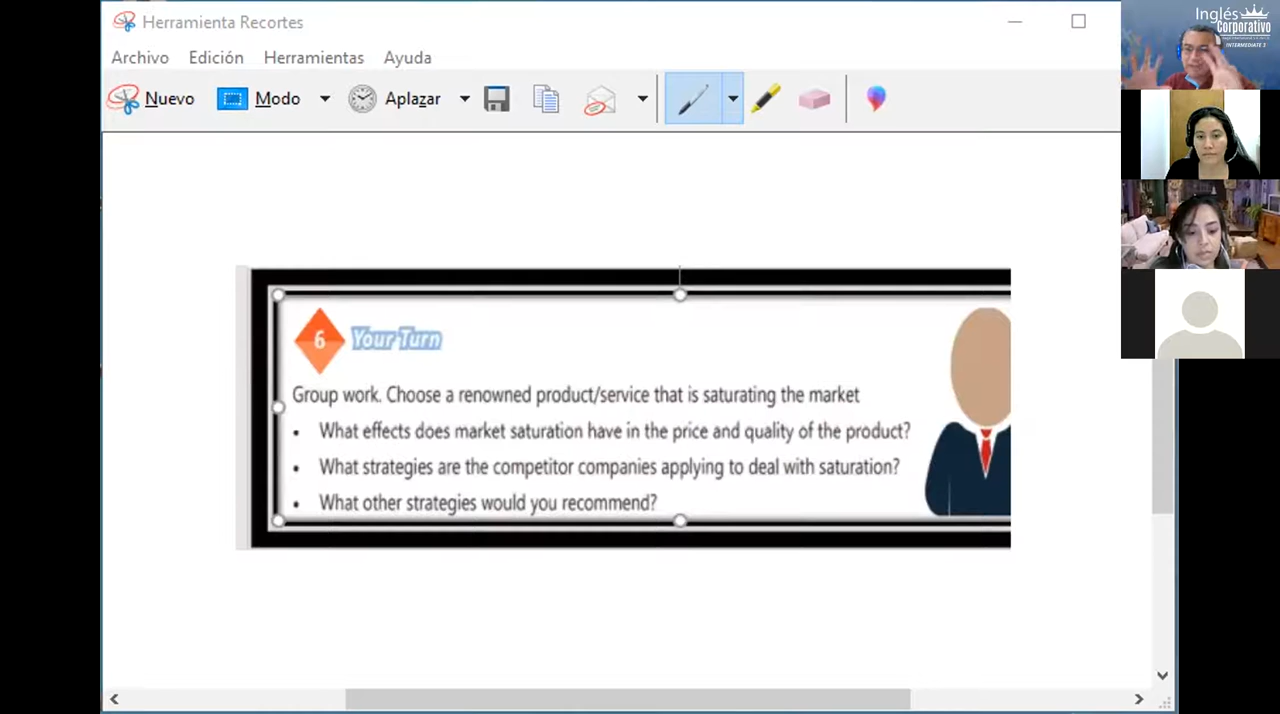 Herramienta Recortes
Archivo Edición Herramientas Ayuda
Nuevo Modo Aplazar
6 Your Turn
Group work. Choose a renowned product/service that is saturating the market
• What effects does market saturation have in the price and quality of the product?
• What strategies are the competitor companies applying to deal with saturation?
• What other strategies would you recommend?
Inglés
Corporativo
INTERMEDIATE 3